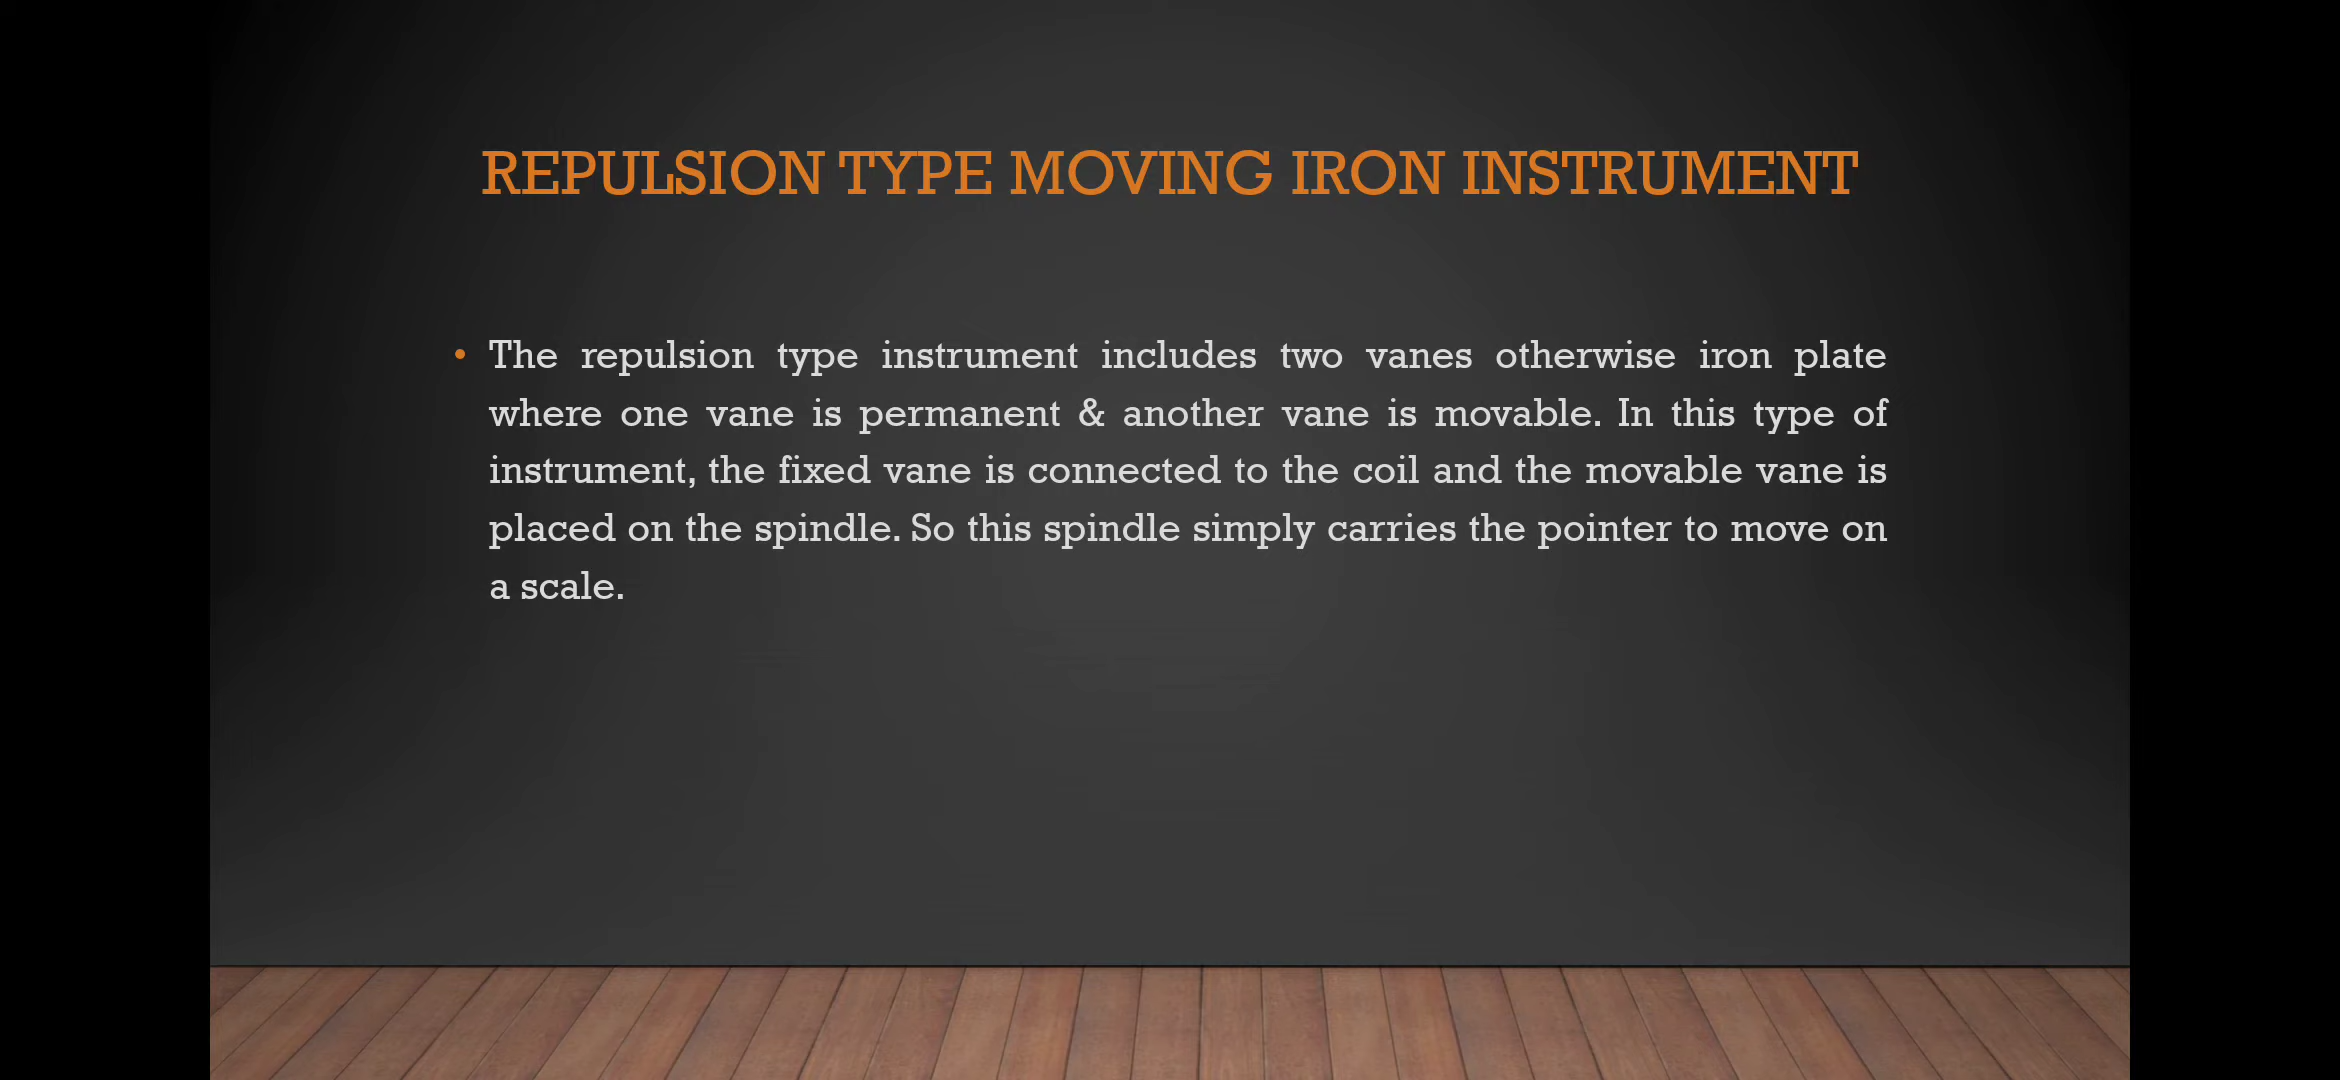 REPULSION TYPE MOVING IRON INSTRUMENT
• The repulsion type instrument includes two vanes otherwise iron plate
where one vane is permanent & another vane is movable. In this type of
instrument, the fixed vane is connected to the coil and the movable vane is
placed on the spindle. So this spindle simply carries the pointer to move on
a scale.